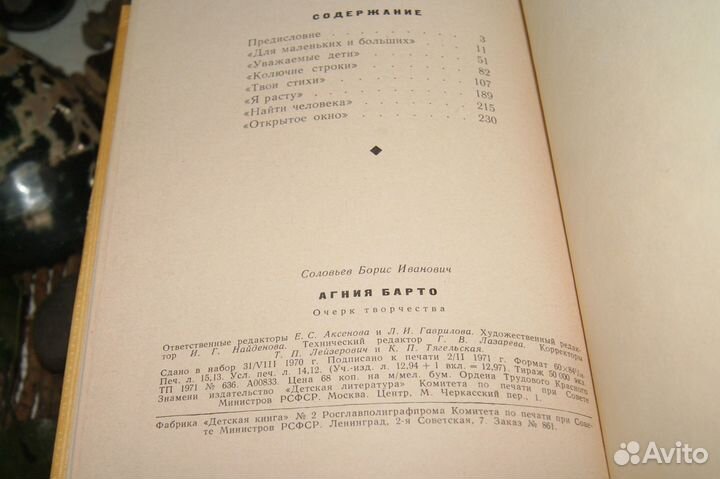 СОДЕРЖАНИЕ
Предисловие . . . . . . . 3
«Для маленьких и больших» . . . 11
«Уважаемые дети» . . . . . 51
«Колючие строки» . . . . . 82
«Твои стихи» . . . . . . 107
«Я расту» . . . . . . . 189
«Найти человека» . . . . . 215
«Открытое окно» . . . . . 230
Соловьев Борис Иванович
АГНИЯ БАРТО
Очерк творчества
Ответственные редакторы Е. С. Аксенова и Л. И. Гаврилова. Художественный редак-
тор И. Г. Найденова. Технический редактор Г. В. Лазарева. Корректоры
Т. П. Лейзерович и К. П. Тягельская.
Сдано в набор 31/VIII 1970 г. Подписано к печати 2/II 1971 г. Формат 60×84¹/₁₆
Печ. л. 15,13. Усл. печ. л. 14,12. (Уч.-изд. л. 12,94 + 1 вкл. = 12,97). Тираж 50 000 экз.
ТП 1971 № 636. А00833. Цена 68 коп. на м/мел. бум. Ордена Трудового Красного
Знамени издательство «Детская литература» Комитета по печати при Совете
Министров РСФСР. Москва. Центр, М. Черкасский пер., 1.
Фабрика «Детская книга» № 2 Росглавполиграфпрома Комитета по печати при Сове-
те Министров РСФСР. Ленинград, 2-я Советская, 7. Заказ № 861.
Avito